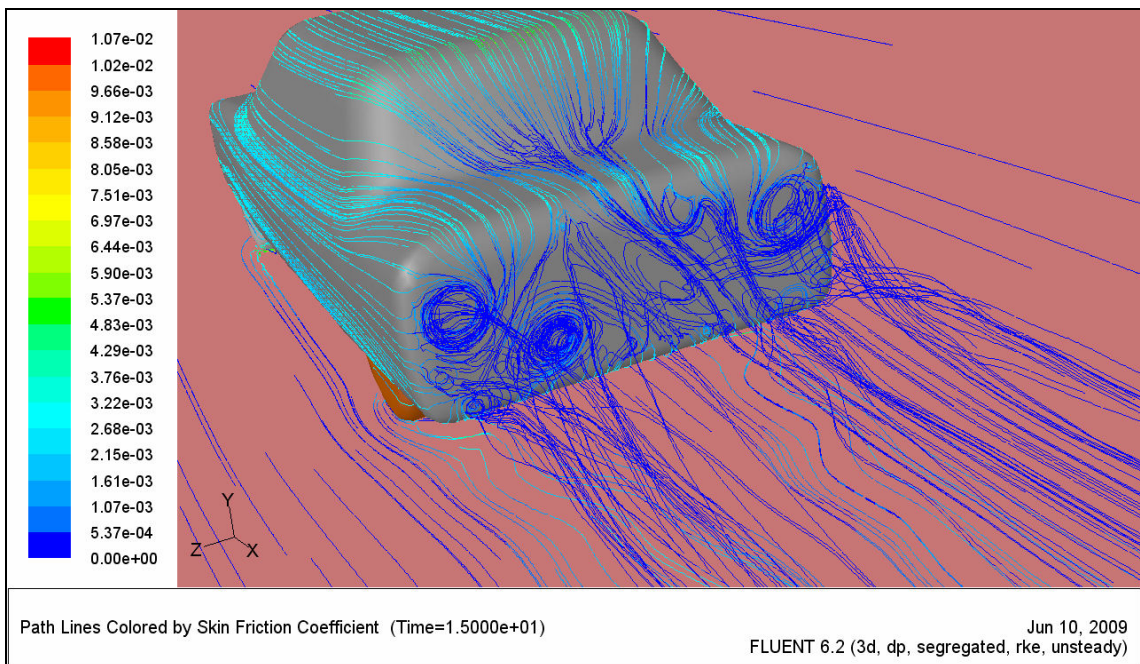 1.07e-02
1.02e-02
9.66e-03
9.12e-03
8.58e-03
8.05e-03
7.51e-03
6.97e-03
6.44e-03
5.90e-03
5.37e-03
4.83e-03
4.29e-03
3.76e-03
3.22e-03
2.68e-03
2.15e-03
1.61e-03
1.07e-03
5.37e-04
0.00e+00
Y
Z X
Path Lines Colored by Skin Friction Coefficient (Time=1.5000e+01)
Jun 10, 2009
FLUENT 6.2 (3d, dp, segregated, rke, unsteady)